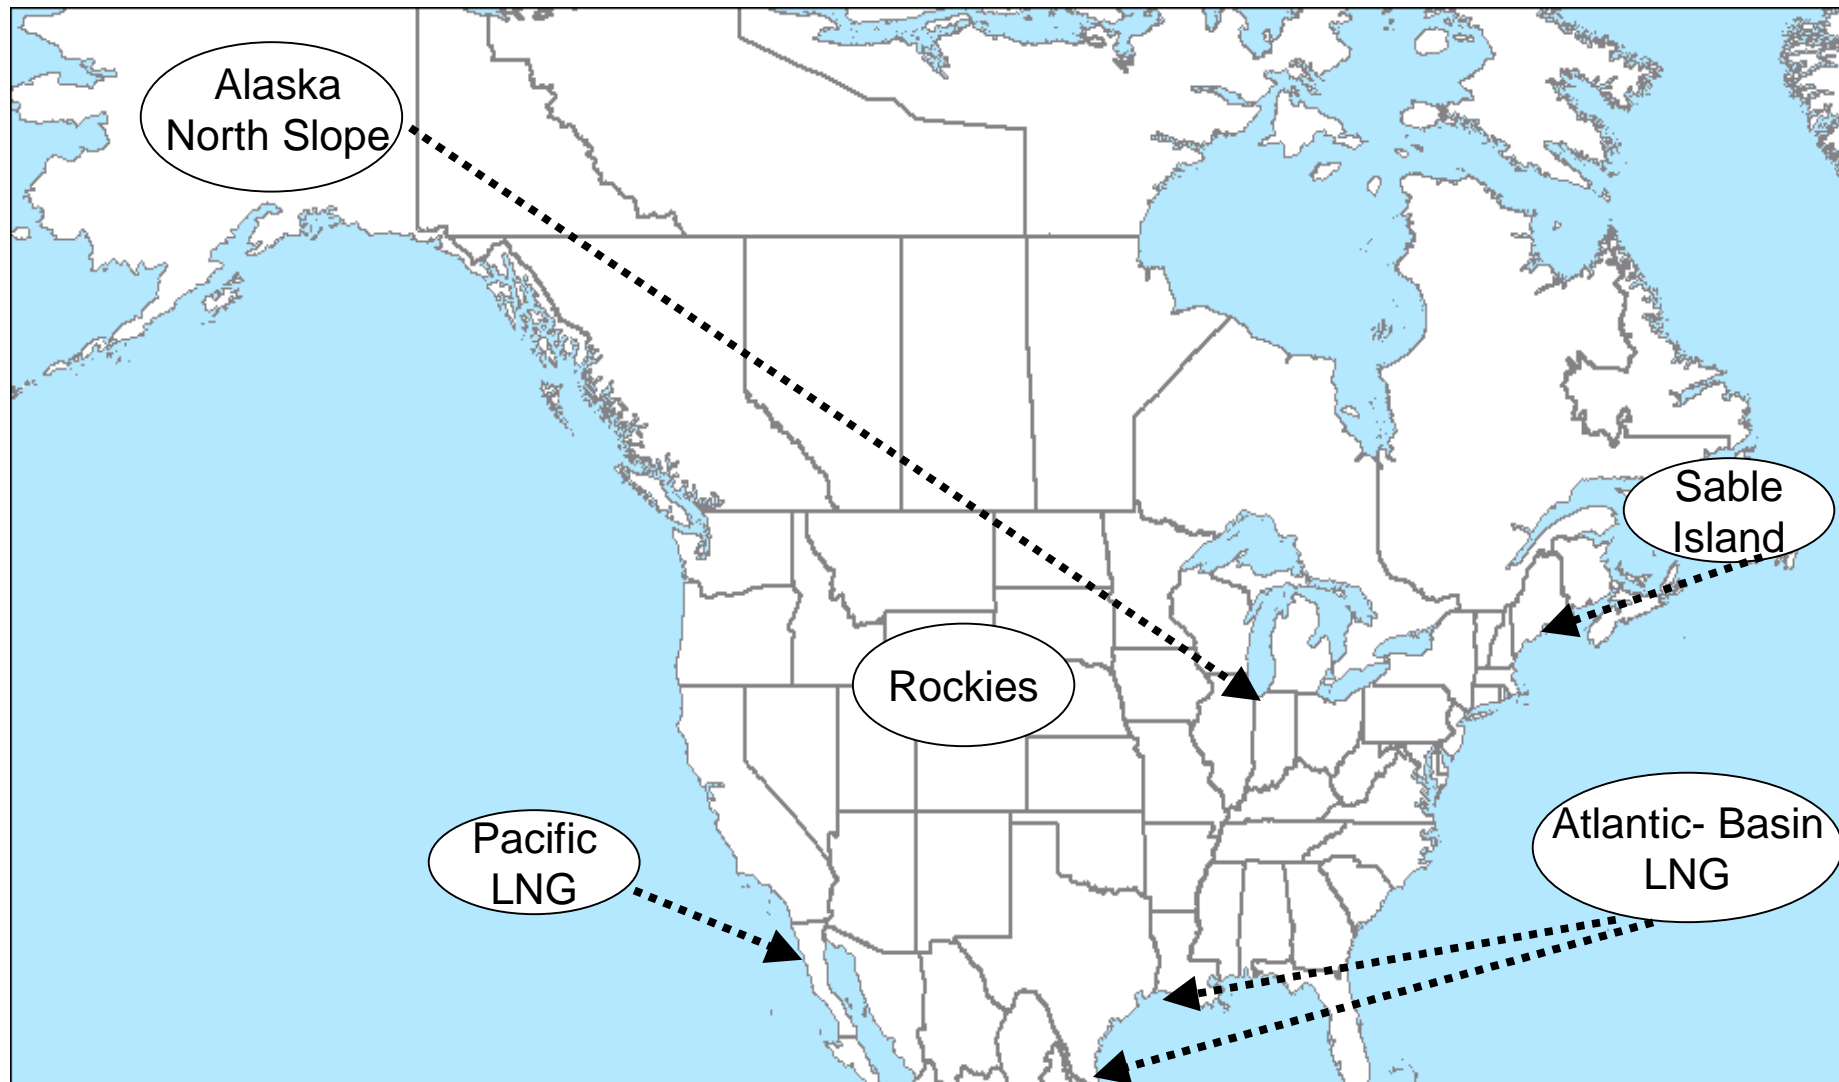 Alaska
North Slope
Sable
Island
Rockies
Pacific
LNG
Atlantic- Basin
LNG